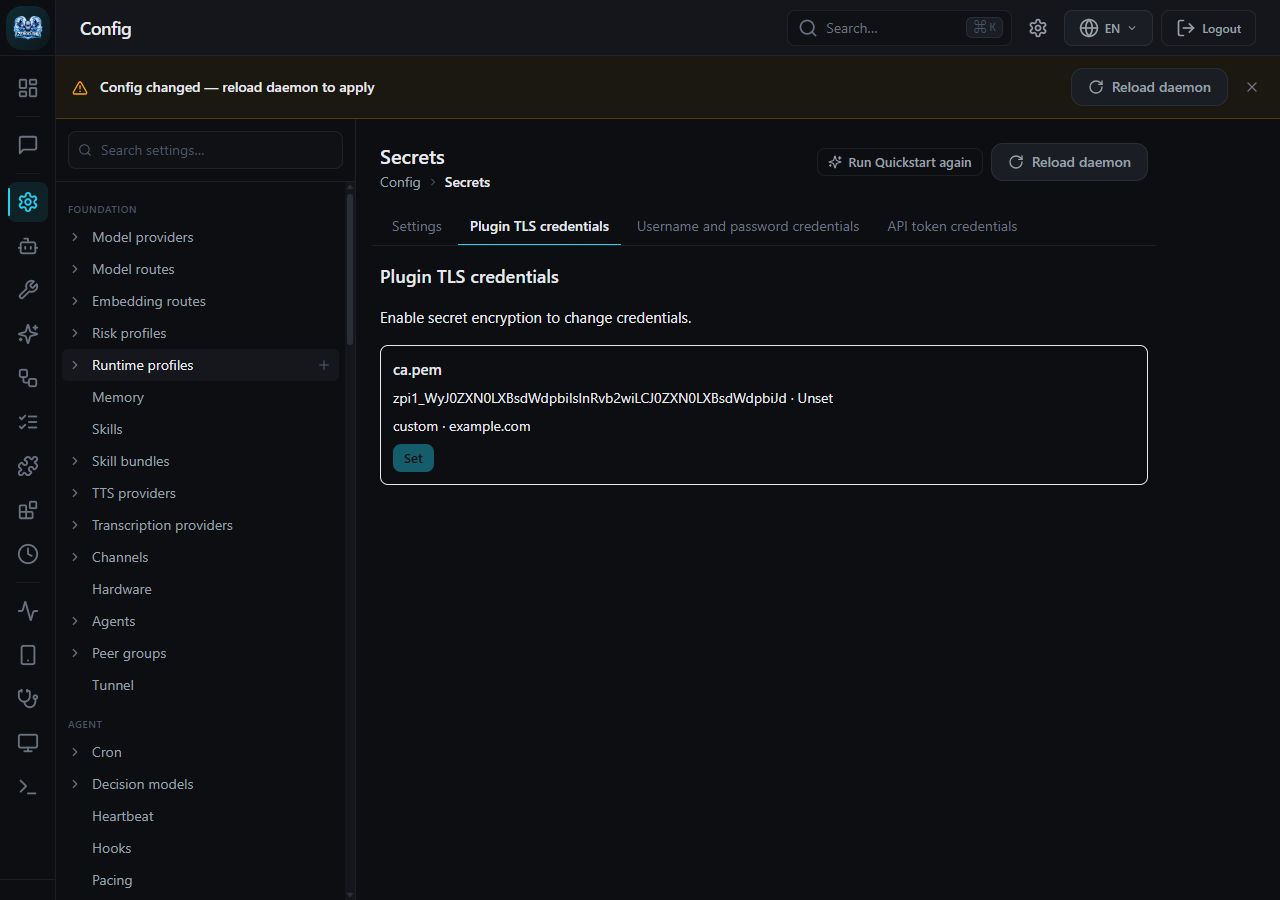 Config
Search...
⌘K
EN
Logout
Config changed — reload daemon to apply
Reload daemon
Search settings...
FOUNDATION
Model providers
Model routes
Embedding routes
Risk profiles
Runtime profiles
Memory
Skills
Skill bundles
TTS providers
Transcription providers
Channels
Hardware
Agents
Peer groups
Tunnel
AGENT
Cron
Decision models
Heartbeat
Hooks
Pacing
Secrets
Config › Secrets
Run Quickstart again
Reload daemon
Settings
Plugin TLS credentials
Username and password credentials
API token credentials
Plugin TLS credentials
Enable secret encryption to change credentials.
ca.pem
zpi1_WyJ0ZXN0LXBsdWdpbiIsInRvb2wiLCJ0ZXN0LXBsdWdpbiJd · Unset
custom · example.com
Set